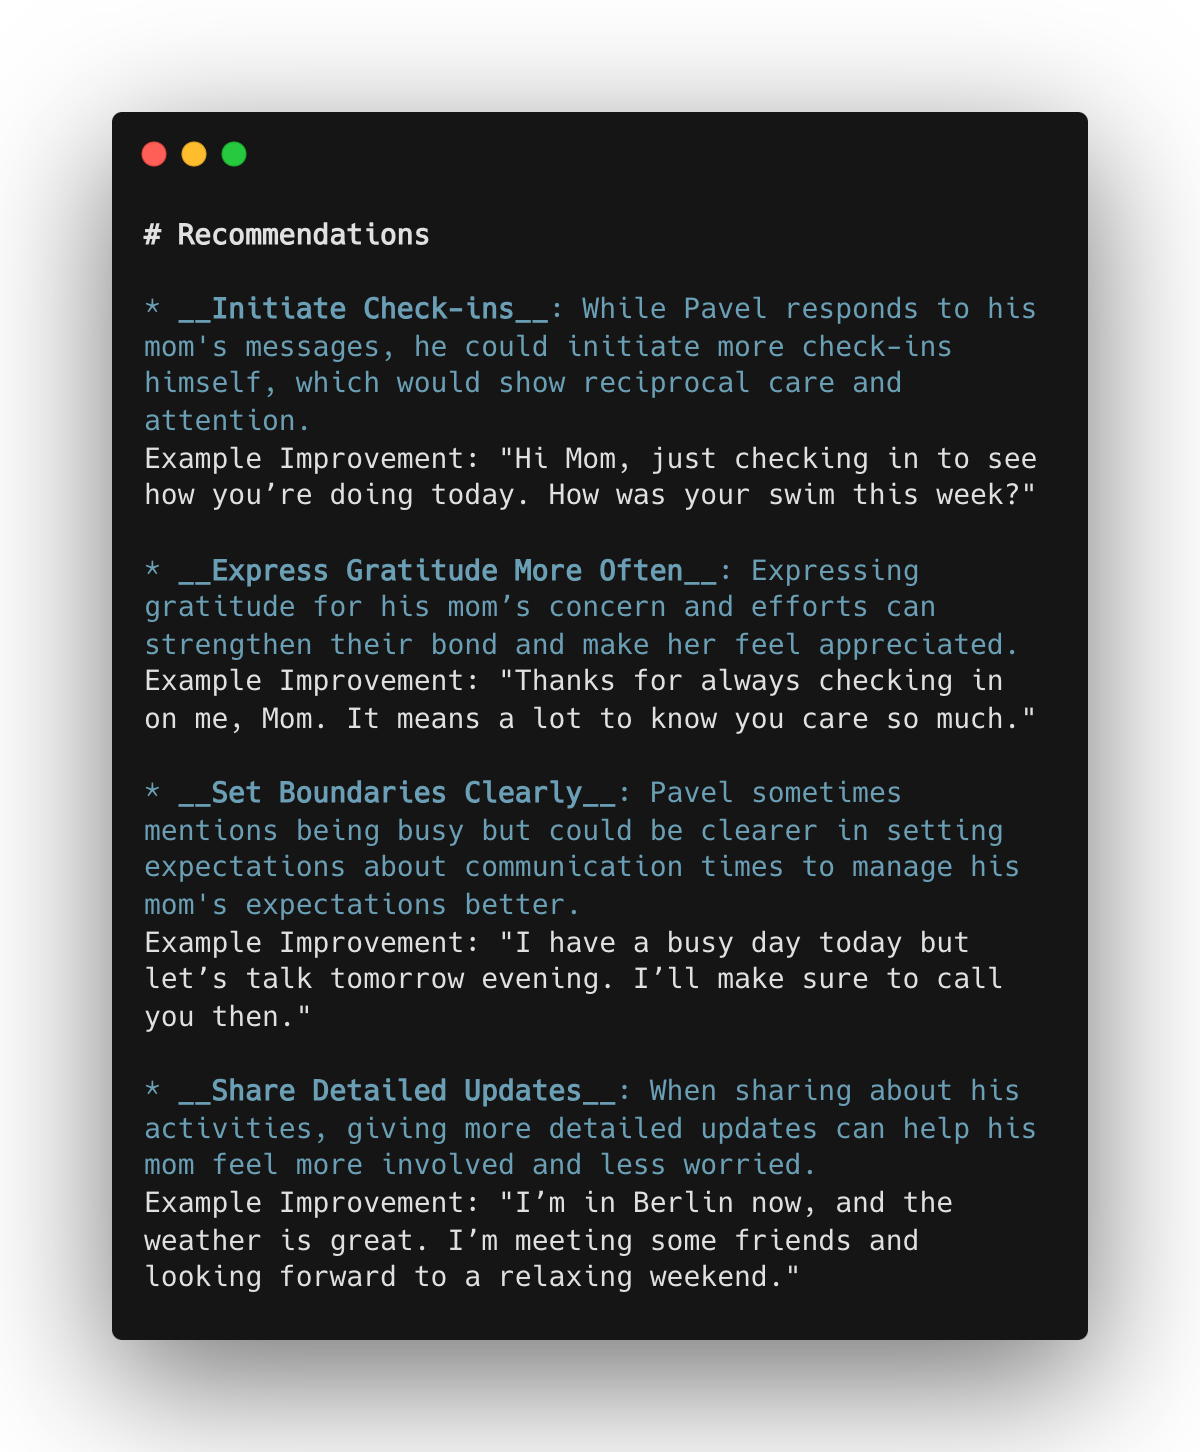 # Recommendations
* __Initiate Check-ins__: While Pavel responds to his
mom's messages, he could initiate more check-ins
himself, which would show reciprocal care and
attention.
Example Improvement: "Hi Mom, just checking in to see
how you’re doing today. How was your swim this week?"
* __Express Gratitude More Often__: Expressing
gratitude for his mom’s concern and efforts can
strengthen their bond and make her feel appreciated.
Example Improvement: "Thanks for always checking in
on me, Mom. It means a lot to know you care so much."
* __Set Boundaries Clearly__: Pavel sometimes
mentions being busy but could be clearer in setting
expectations about communication times to manage his
mom's expectations better.
Example Improvement: "I have a busy day today but
let’s talk tomorrow evening. I’ll make sure to call
you then."
* __Share Detailed Updates__: When sharing about his
activities, giving more detailed updates can help his
mom feel more involved and less worried.
Example Improvement: "I’m in Berlin now, and the
weather is great. I’m meeting some friends and
looking forward to a relaxing weekend."